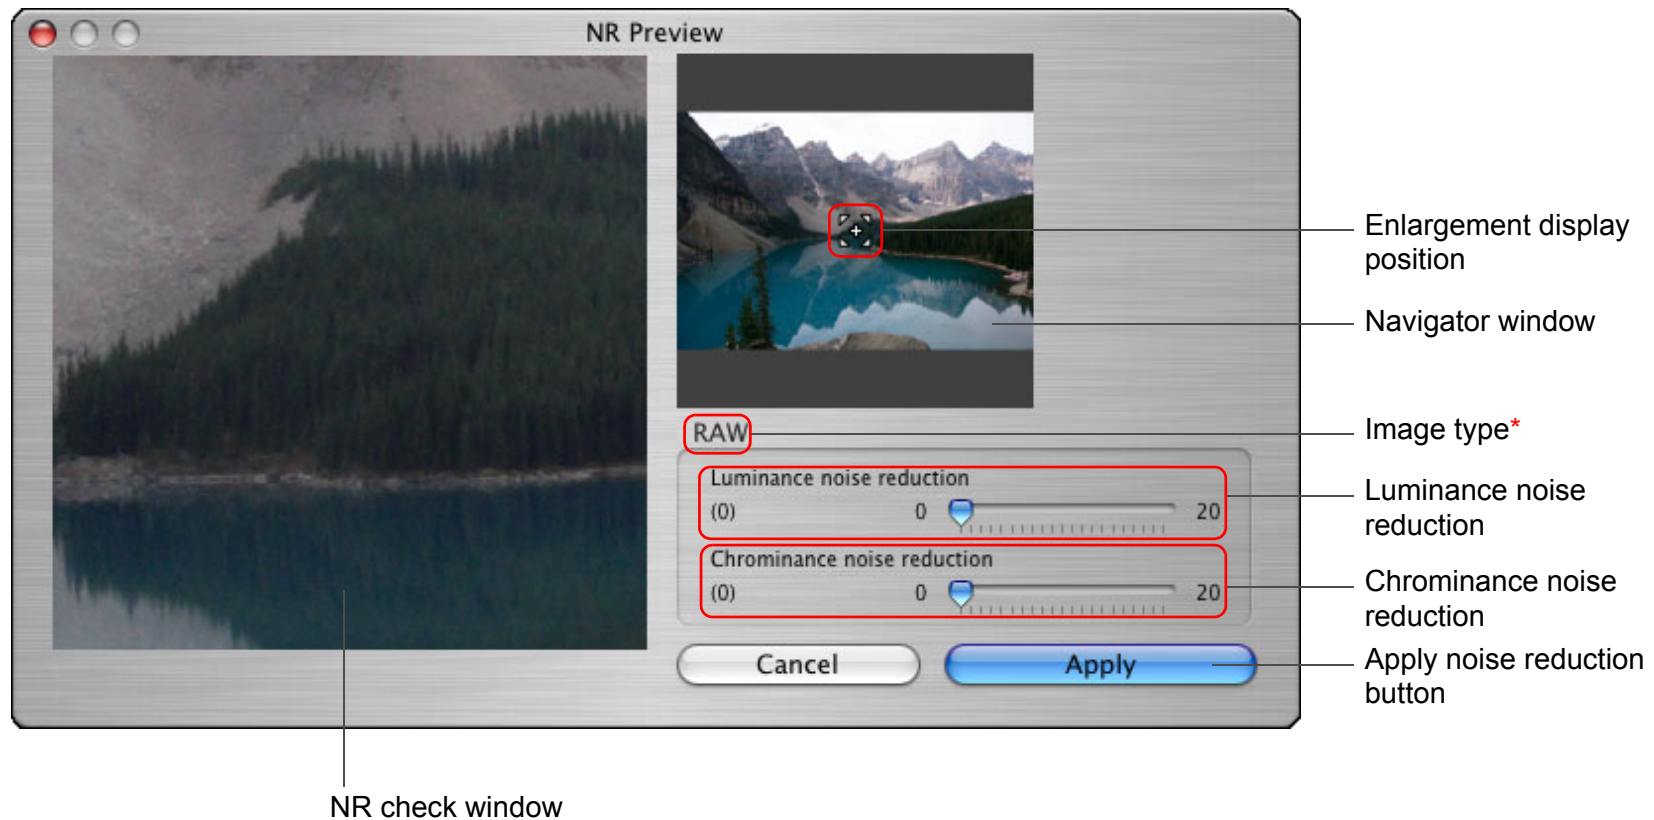 NR Preview
Enlargement display
position
Navigator window
RAW
Image type*
Luminance noise reduction
(0) 0 20
Luminance noise
reduction
Chrominance noise reduction
(0) 0 20
Chrominance noise
reduction
Cancel Apply
Apply noise reduction
button
NR check window